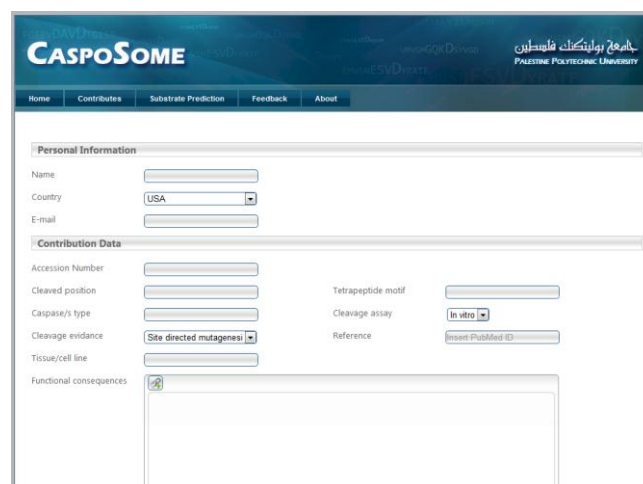 CASPOSOME
جامعة بوليتكنك فلسطين
PALESTINE POLYTECHNIC UNIVERSITY
Home Contributes Substrate Prediction Feedback About
Personal Information
Name
Country USA
E-mail
Contribution Data
Accession Number
Cleaved position Tetrapeptide motif
Caspase/s type Cleavage assay In vitro
Cleavage evidance Site directed mutagenesi Reference Insert PubMed ID
Tissue/cell line
Functional consequences